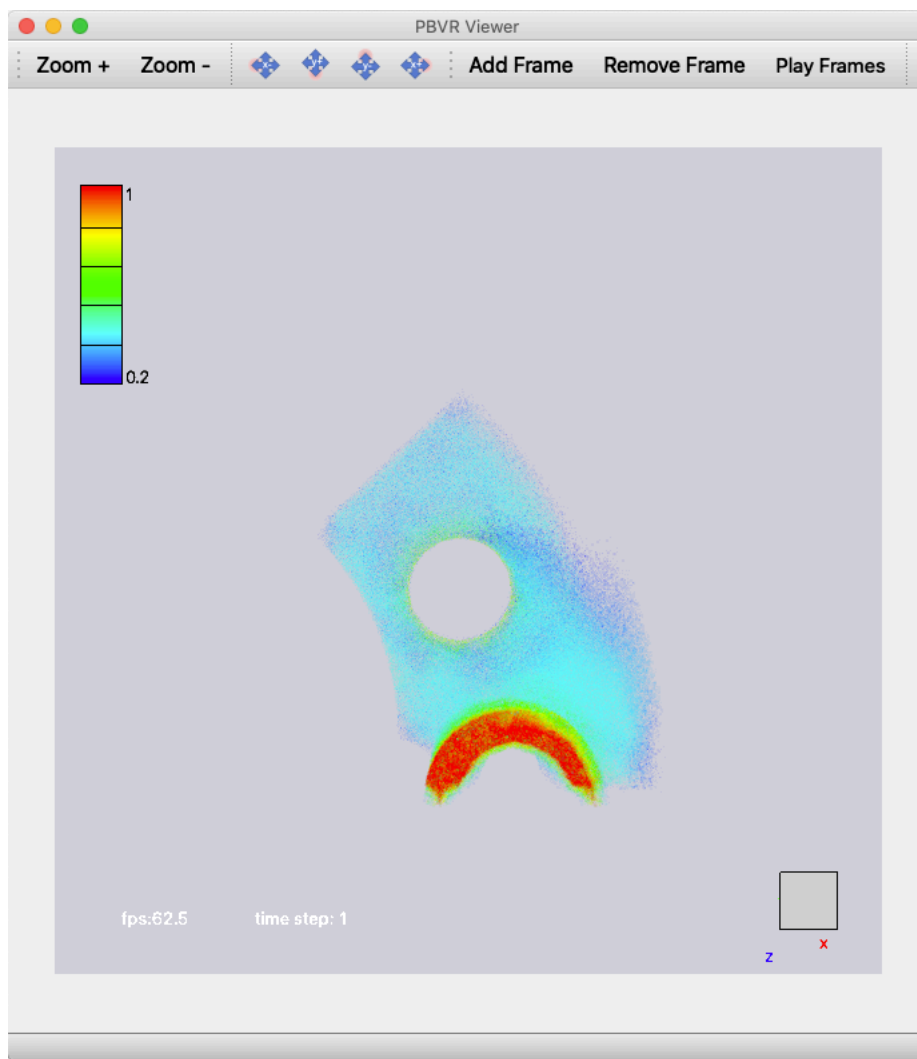 PBVR Viewer
Zoom + Zoom - x- y+ y- x+ Add Frame Remove Frame Play Frames
1
0.2
fps:62.5 time step: 1
x
z